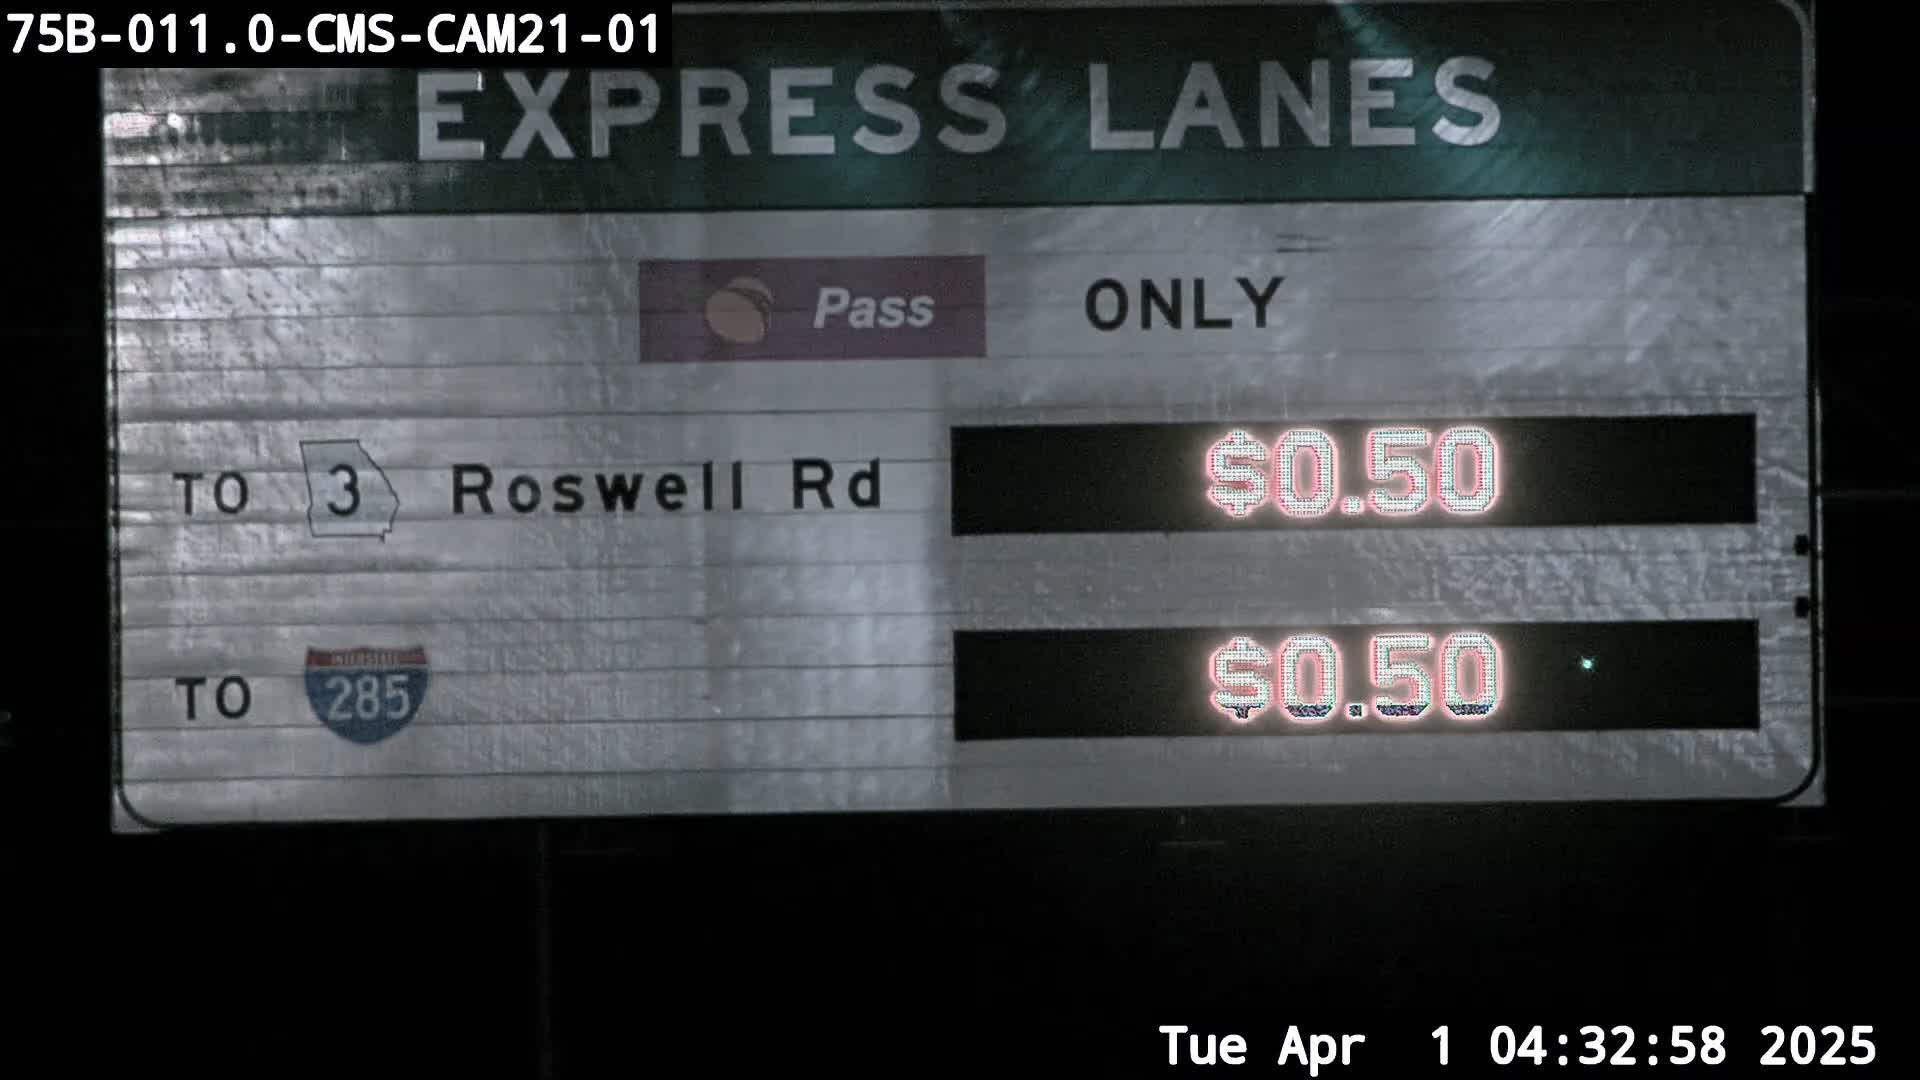 75B-011.0-CMS-CAM21-01
EXPRESS LANES
Pass ONLY
TO 3 Roswell Rd $0.50
TO INTERSTATE 285 $0.50
Tue Apr 1 04:32:58 2025